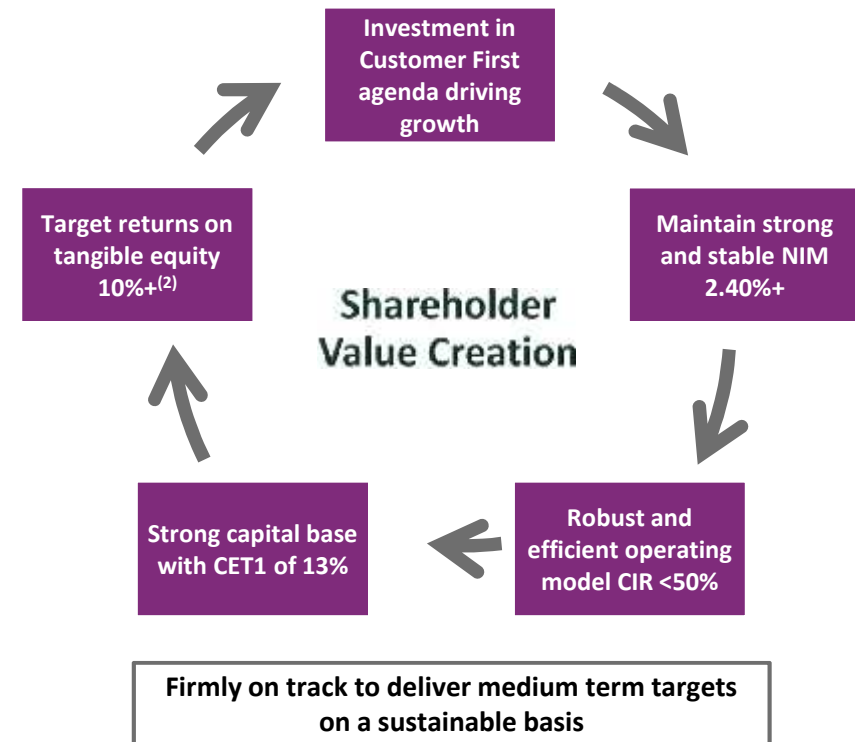 Investment in
Customer First
agenda driving
growth
Target returns on
tangible equity
10%+(2)
Maintain strong
and stable NIM
2.40%+
Shareholder
Value Creation
Strong capital base
with CET1 of 13%
Robust and
efficient operating
model CIR <50%
Firmly on track to deliver medium term targets
on a sustainable basis